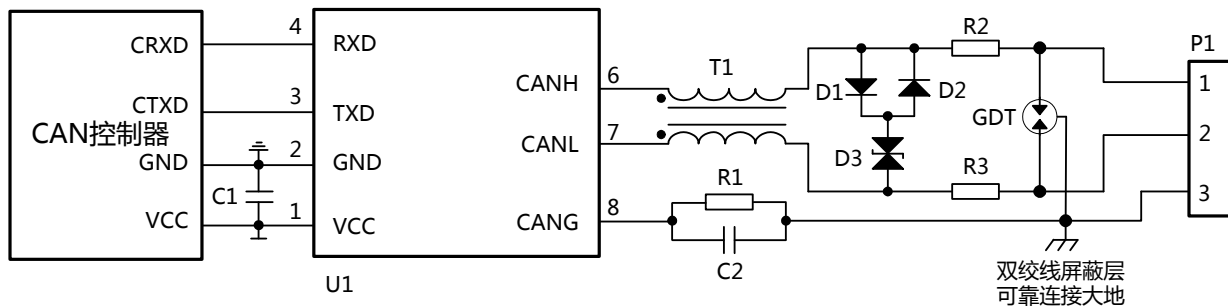 CAN控制器
CRXD
CTXD
GND
VCC
4
3
2
1
C1
RXD
TXD
GND
VCC
CANH
CANL
CANG
U1
6
7
8
T1
R1
C2
D1
D2
D3
R2
R3
GDT
P1
1
2
3
双绞线屏蔽层
可靠连接大地